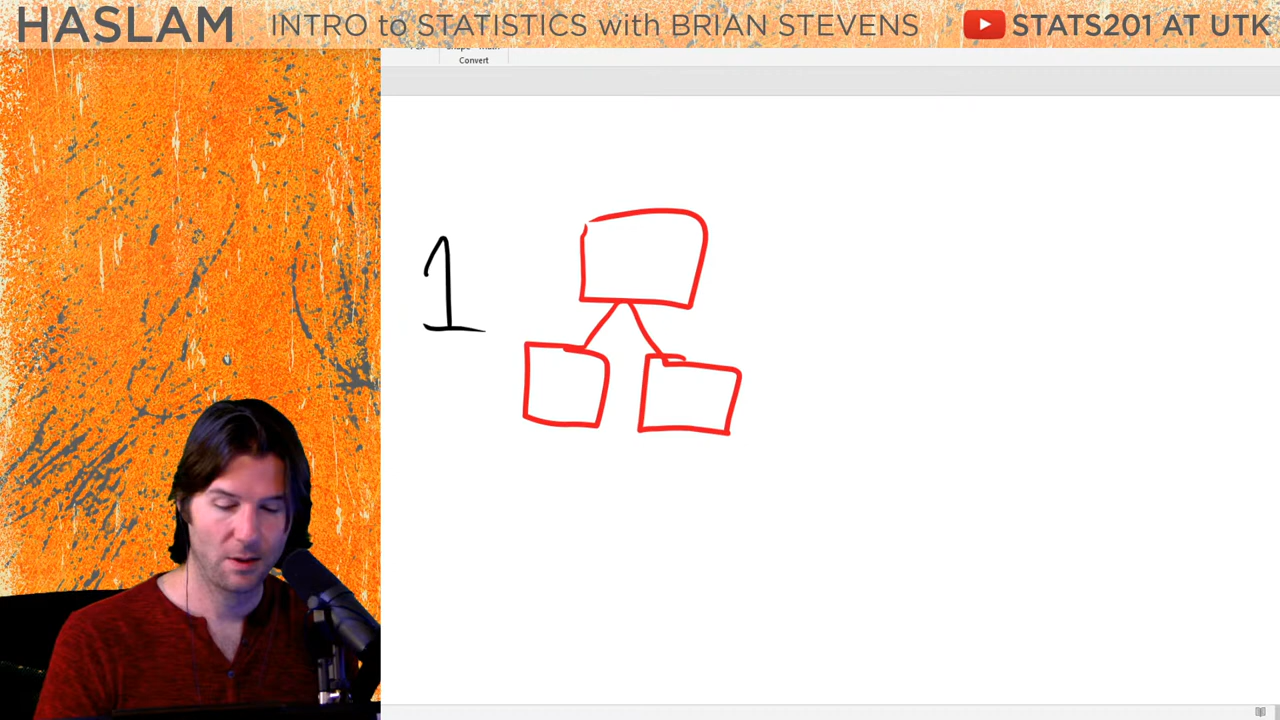 HASLAM INTRO to STATISTICS with BRIAN STEVENS STATS201 AT UTK
Convert
1